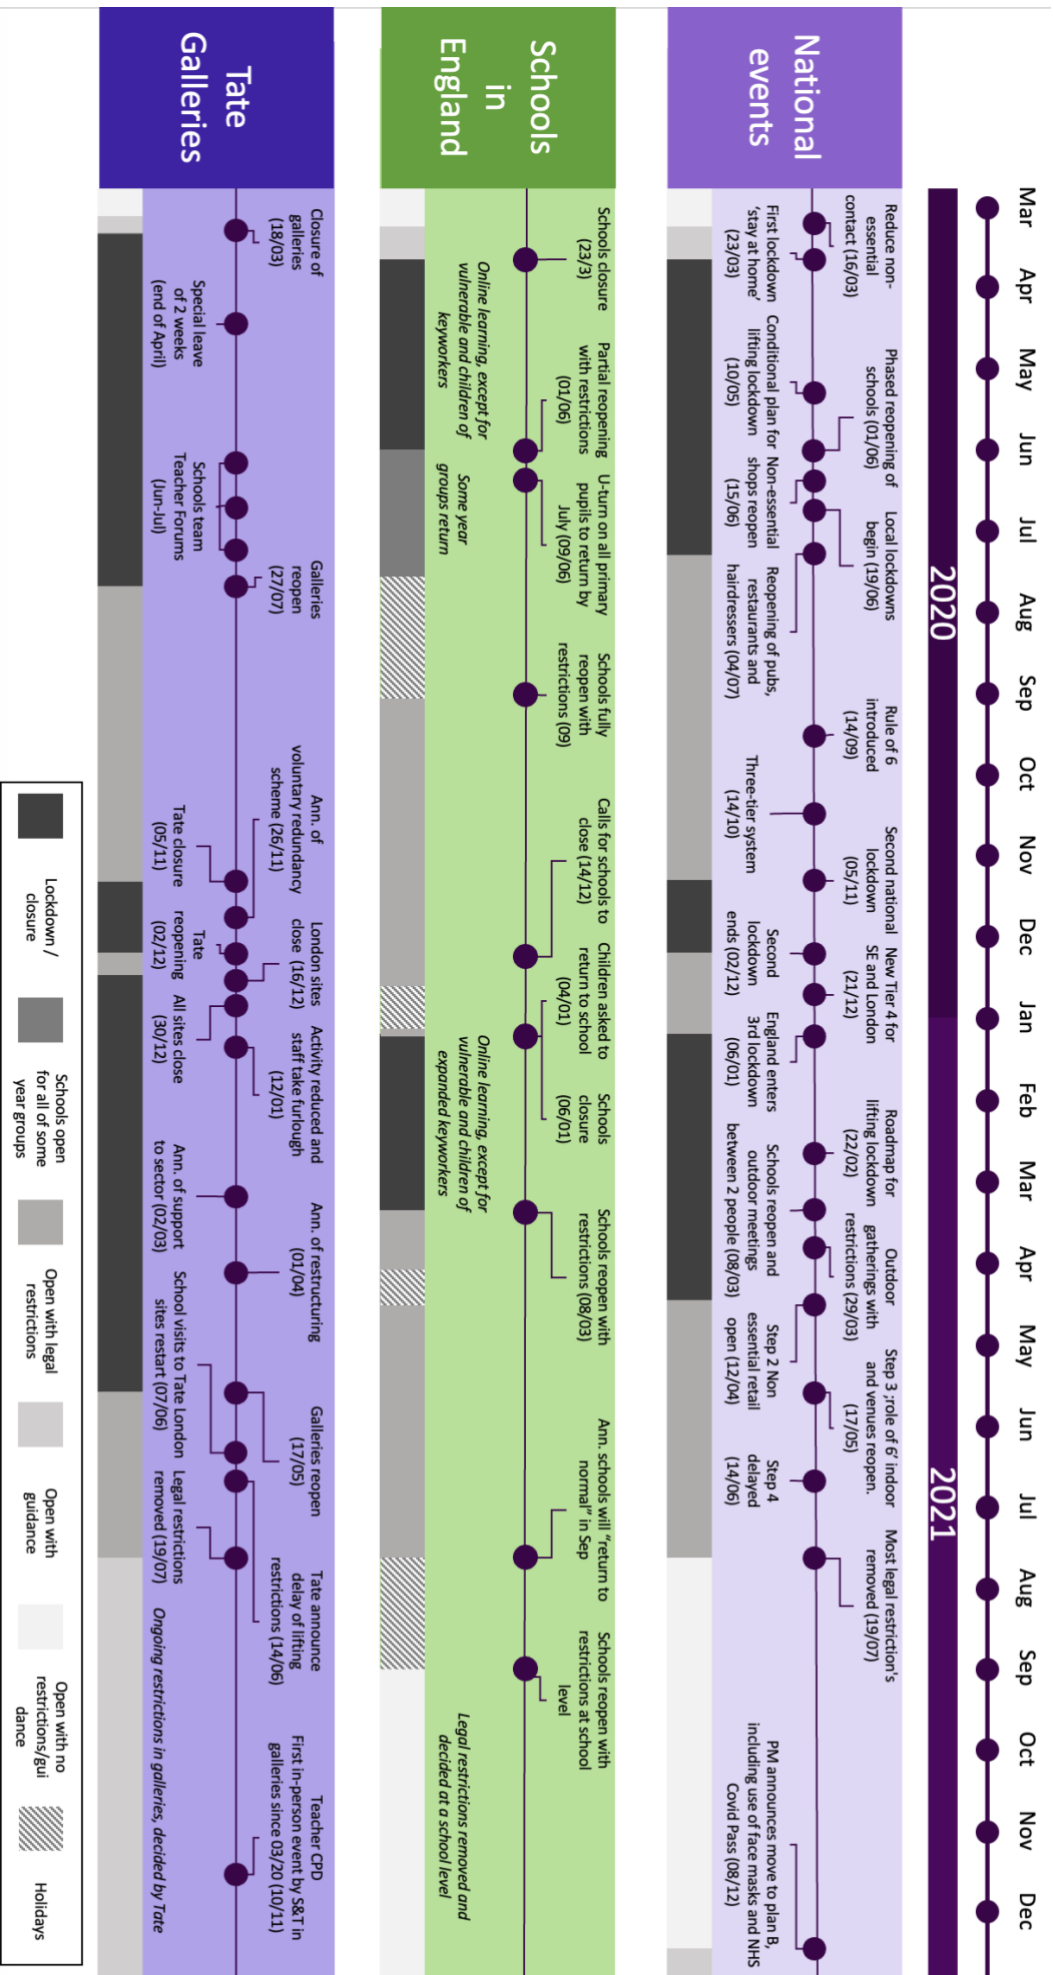 Mar
Apr
May
Jun
Jul
Aug
Sep
Oct
Nov
Dec
Jan
Feb
Mar
Apr
May
Jun
Jul
Aug
Sep
Oct
Nov
Dec
2020
2021
National
events
Reduce non-
essential
contact (16/03)
First lockdown
'stay at home'
(23/03)
Conditional plan for
lifting lockdown
(10/05)
Phased reopening of
schools (01/06)
Non-essential
shops reopen
(15/06)
Local lockdowns
begin (19/06)
Reopening of pubs,
restaurants and
hairdressers (04/07)
Rule of 6
introduced
(14/09)
Three-tier system
(14/10)
Second national
lockdown
(05/11)
Second
lockdown
ends (02/12)
New Tier 4 for
SE and London
(21/12)
England enters
3rd lockdown
(06/01)
Roadmap for
lifting lockdown
(22/02)
Schools reopen and
outdoor meetings
between 2 people (08/03)
Outdoor
gatherings with
restrictions (29/03)
Step 2 Non
essential retail
open (12/04)
Step 3 ;role of 6' indoor
and venues reopen.
(17/05)
Step 4
delayed
(14/06)
Most legal restriction's
removed (19/07)
PM announces move to plan B,
including use of face masks and NHS
Covid Pass (08/12)
Schools
in
England
Schools closure
(23/3)
Online learning, except for
vulnerable and children of
keyworkers
Partial reopening
with restrictions
(01/06)
U-turn on all primary
pupils to return by
July (09/06)
Some year
groups return
Schools fully
reopen with
restrictions (09)
Calls for schools to
close (14/12)
Children asked to
return to school
(04/01)
Schools
closure
(06/01)
Online learning, except for
vulnerable and children of
expanded keyworkers
Schools reopen with
restrictions (08/03)
Ann. schools will "return to
normal" in Sep
Schools reopen with
restrictions at school
level
Legal restrictions removed and
decided at a school level
Tate
Galleries
Closure of
galleries
(18/03)
Special leave
of 2 weeks
(end of April)
Schools team
Teacher Forums
(Jun-Jul)
Galleries
reopen
(27/07)
Tate closure
(05/11)
Ann. of
voluntary redundancy
scheme (26/11)
Tate
reopening
(02/12)
London sites
close (16/12)
All sites close
(30/12)
Activity reduced and
staff take furlough
(12/01)
Ann. of support
to sector (02/03)
Ann. of restructuring
(01/04)
Galleries reopen
(17/05)
School visits to Tate London
sites restart (07/06)
Tate announce
delay of lifting
restrictions (14/06)
Legal restrictions
removed (19/07)
Ongoing restrictions in galleries, decided by Tate
Teacher CPD
First in-person event by S&T in
galleries since 03/20 (10/11)
Lockdown /
closure
Schools open
for all of some
year groups
Open with legal
restrictions
Open with
guidance
Open with no
restrictions/gui
dance
Holidays